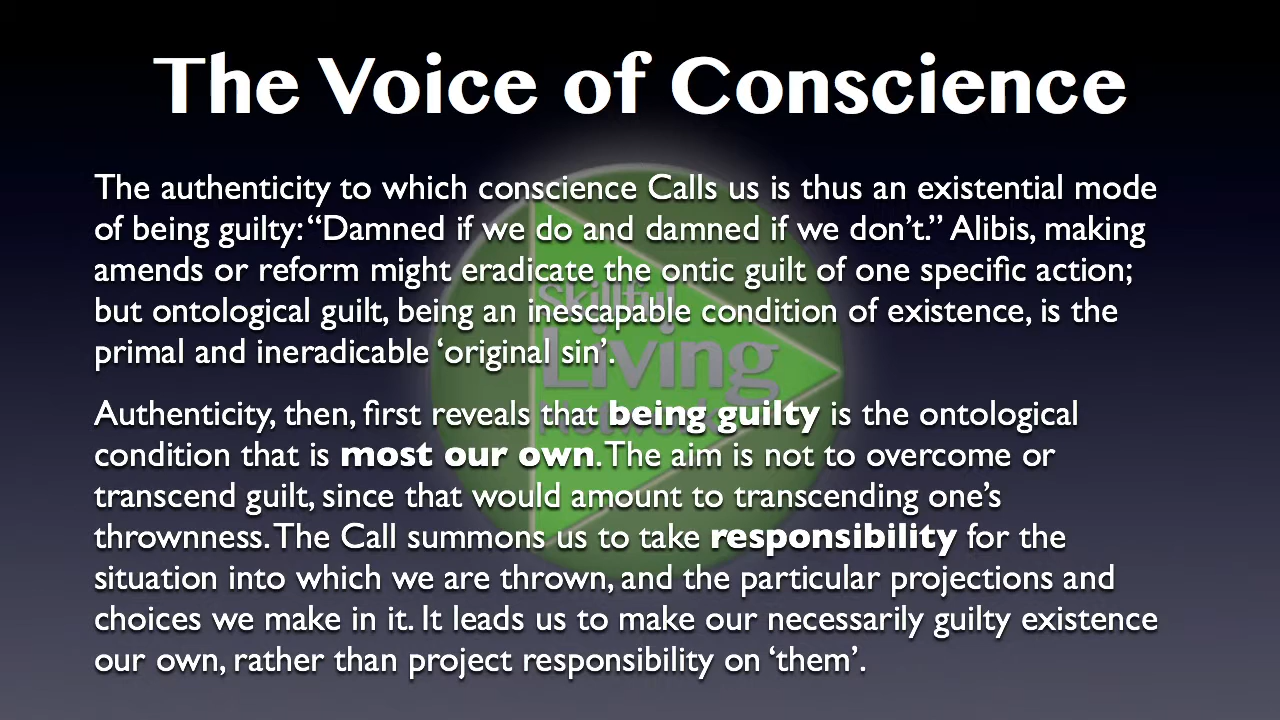 The Voice of Conscience
The authenticity to which conscience Calls us is thus an existential mode
of being guilty: “Damned if we do and damned if we don’t.” Alibis, making
amends or reform might eradicate the ontic guilt of one specific action;
but ontological guilt, being an inescapable condition of existence, is the
primal and ineradicable ‘original sin’.
Authenticity, then, first reveals that being guilty is the ontological
condition that is most our own. The aim is not to overcome or
transcend guilt, since that would amount to transcending one’s
thrownness. The Call summons us to take responsibility for the
situation into which we are thrown, and the particular projections and
choices we make in it. It leads us to make our necessarily guilty existence
our own, rather than project responsibility on ‘them’.
Skillful
Living
Network